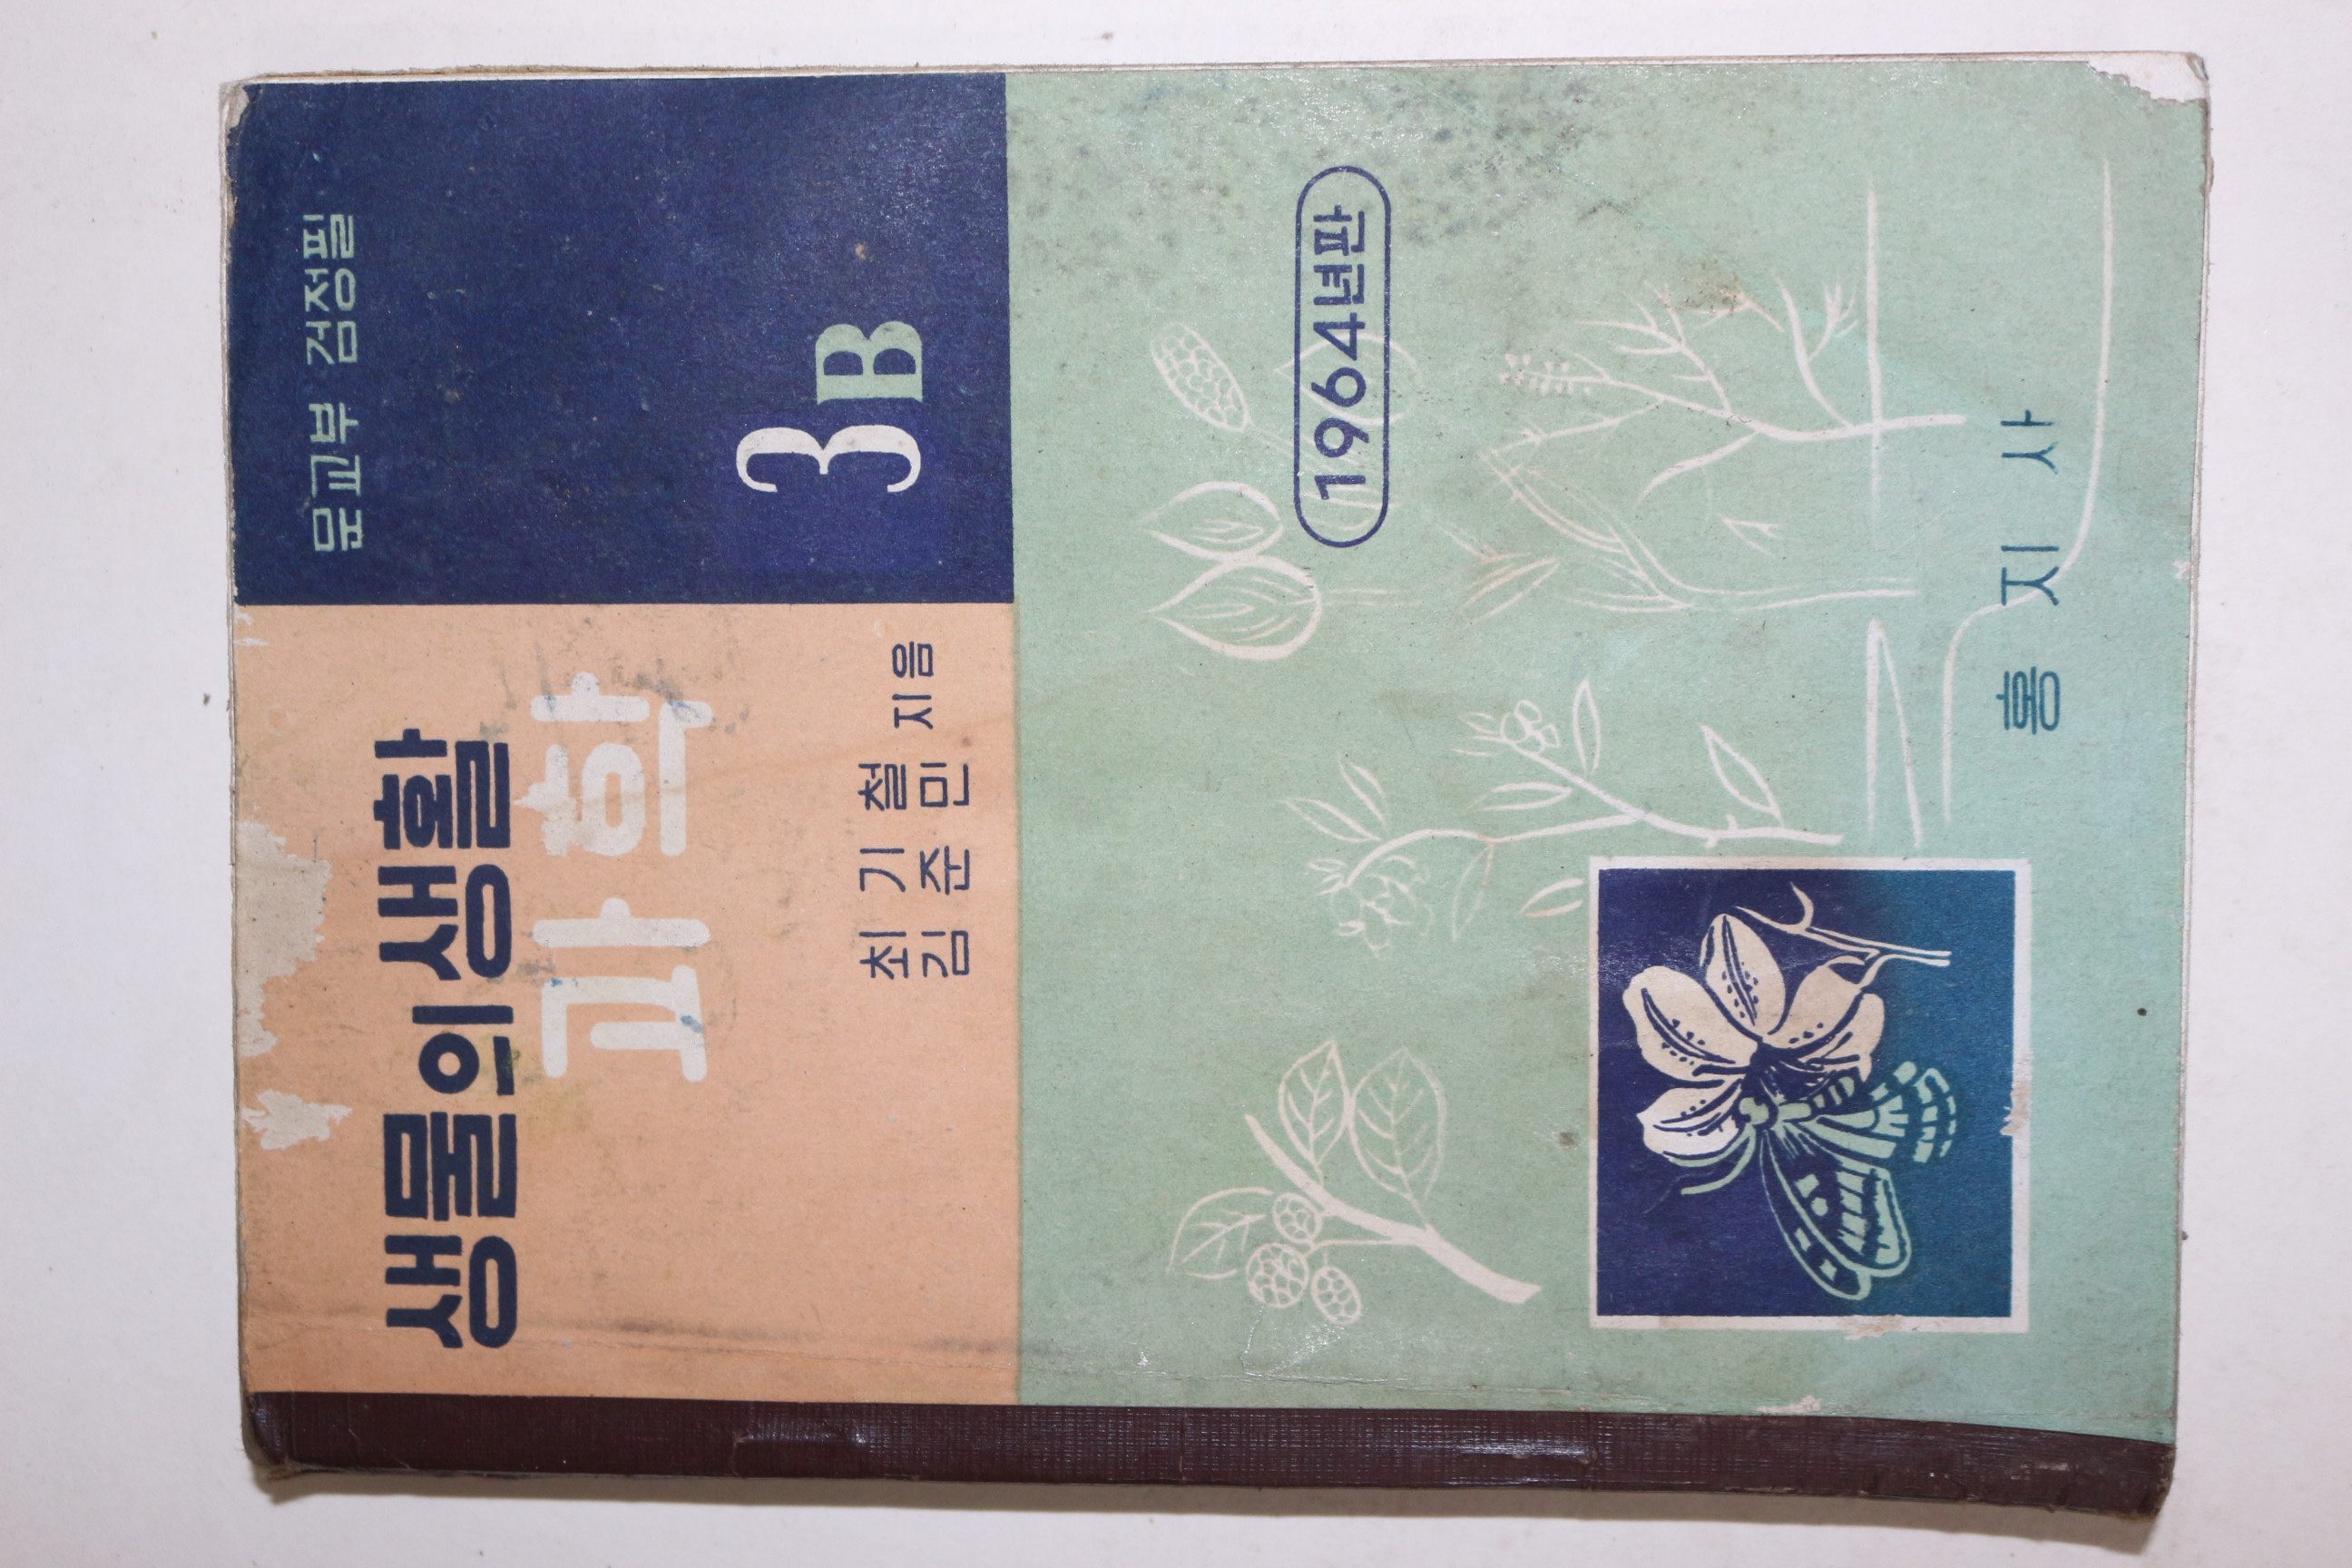 문교부 검정필
생물의 생활
과학
3B
최기철
김준민 지음
1964년판
홍지사